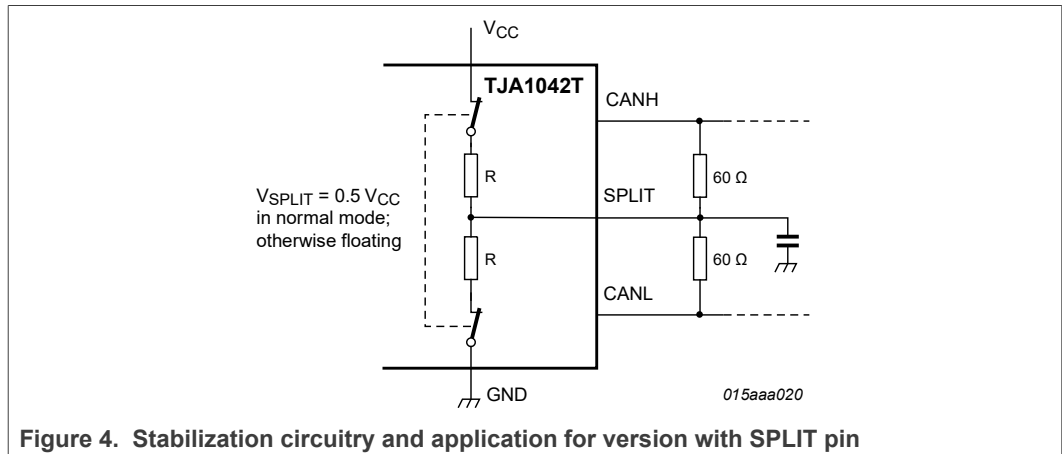 VCC
TJA1042T
CANH
R
60 Ω
VSPLIT = 0.5 VCC
in normal mode;
otherwise floating
SPLIT
R
60 Ω
CANL
GND
015aaa020
Figure 4. Stabilization circuitry and application for version with SPLIT pin